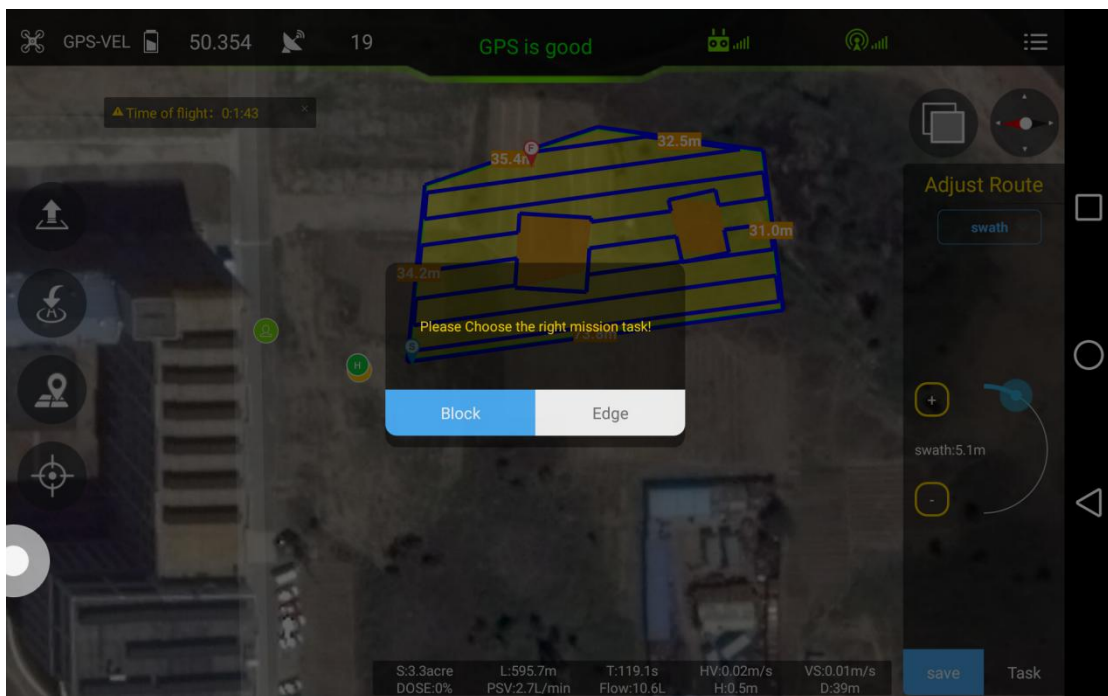 GPS-VEL 50.354 19 GPS is good
Time of flight: 0:1:43 ×
35.4m
F
32.5m
Adjust Route
swath
31.0m
34.2m
Please Choose the right mission task!
S
H
Block Edge
+
swath:5.1m
-
S:3.3acre L:595.7m T:119.1s HV:0.02m/s VS:0.01m/s
DOSE:0% PSV:2.7L/min Flow:10.6L H:0.5m D:39m
save Task